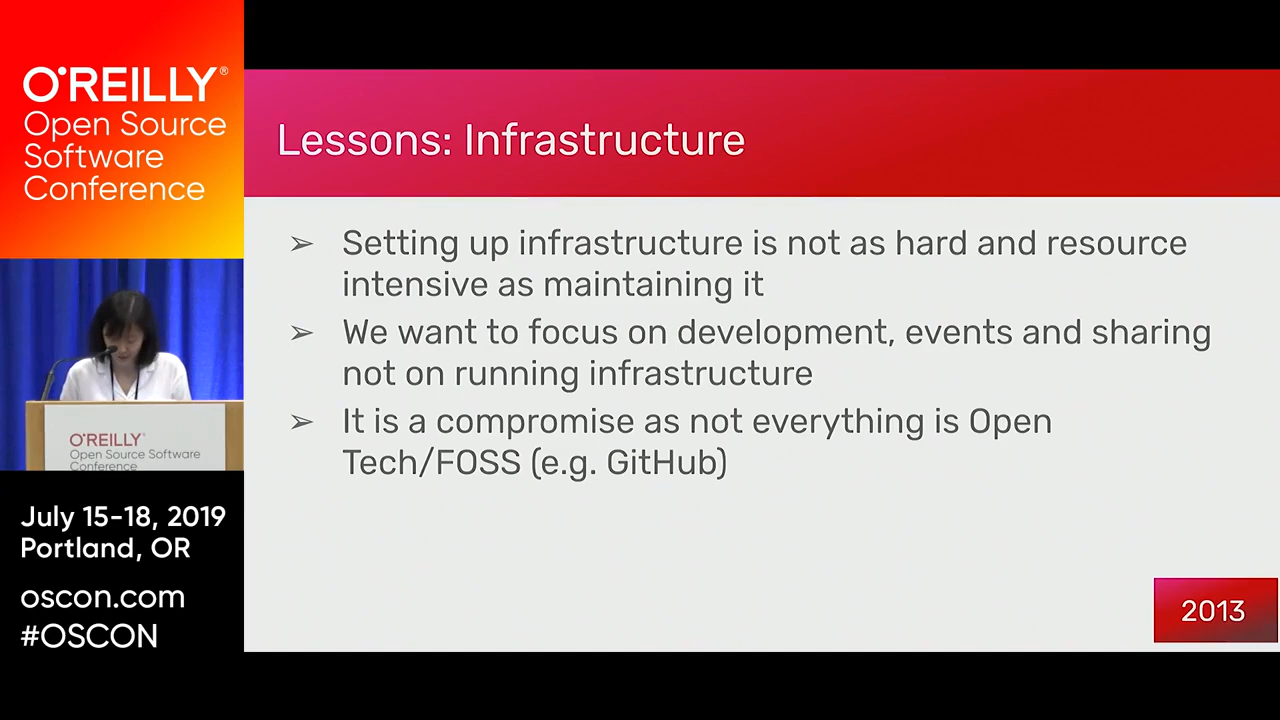 O'REILLY®
Open Source
Software
Conference
O'REILLY®
Open Source Software
Conference
July 15-18, 2019
Portland, OR
oscon.com
#OSCON
Lessons: Infrastructure
➢ Setting up infrastructure is not as hard and resource
intensive as maintaining it
➢ We want to focus on development, events and sharing
not on running infrastructure
➢ It is a compromise as not everything is Open
Tech/FOSS (e.g. GitHub)
2013